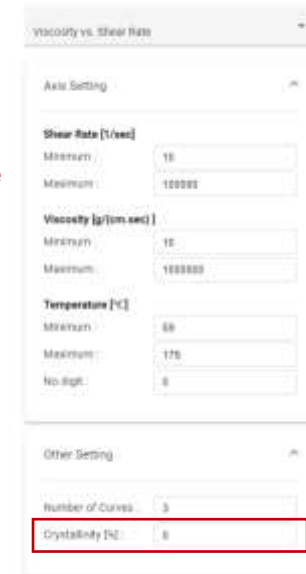 Viscosity vs. Shear Rate
Axis Setting
Shear Rate [1/sec]
Minimum : 10
Maximum : 100000
Viscosity [g/(cm.sec) ]
Minimum : 10
Maximum : 1000000
Temperature [°C]
Minimum :
Maximum : 175
No digit. : 0
Other Setting
Number of Curves : 3
Crystallinity [%] : 0